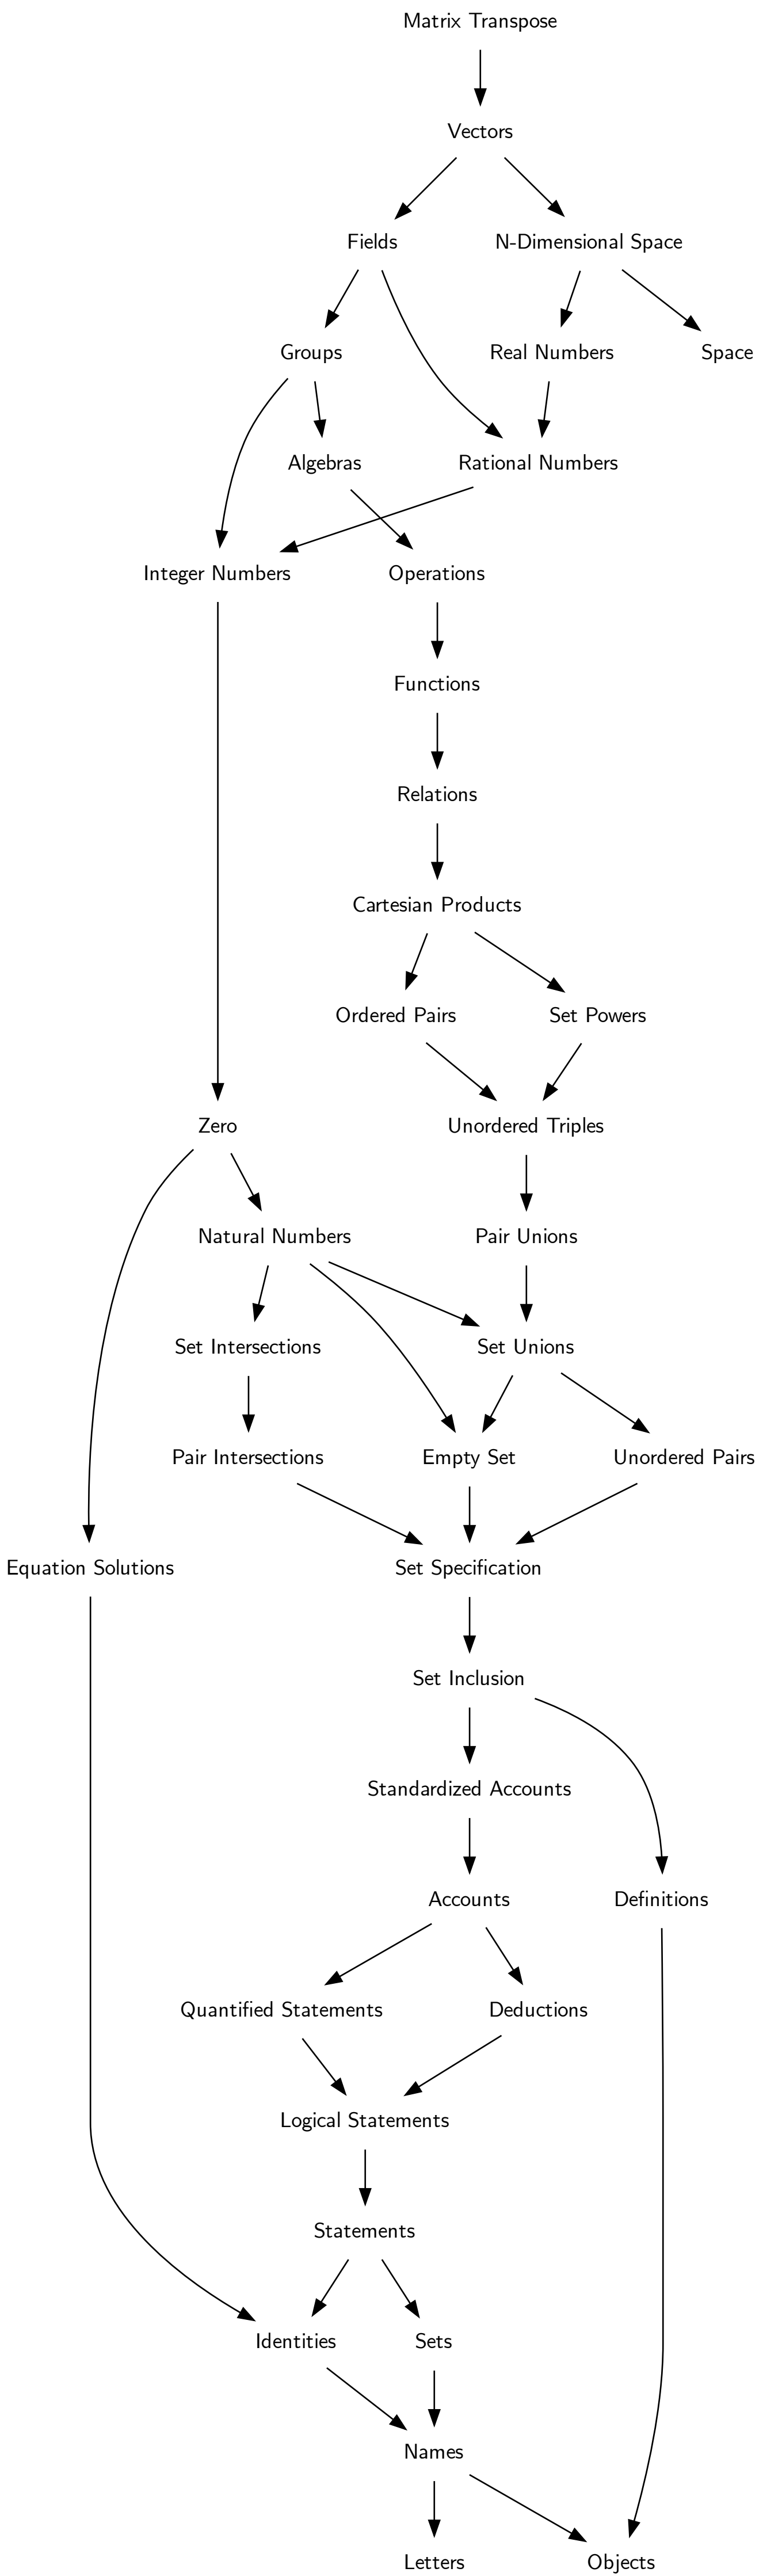 Matrix Transpose
Vectors
Fields
N-Dimensional Space
Groups
Real Numbers
Space
Algebras
Rational Numbers
Integer Numbers
Operations
Functions
Relations
Cartesian Products
Ordered Pairs
Set Powers
Zero
Unordered Triples
Natural Numbers
Pair Unions
Set Intersections
Set Unions
Pair Intersections
Empty Set
Unordered Pairs
Equation Solutions
Set Specification
Set Inclusion
Standardized Accounts
Accounts
Definitions
Quantified Statements
Deductions
Logical Statements
Statements
Identities
Sets
Names
Letters
Objects